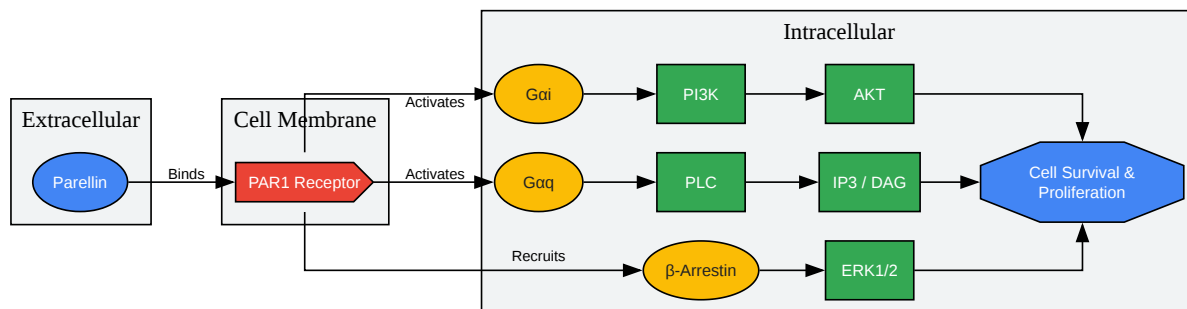 Intracellular
Extracellular
Cell Membrane
Parellin
Binds
PAR1 Receptor
Activates
Gαi
PI3K
AKT
Activates
Gαq
PLC
IP3 / DAG
Cell Survival &
Proliferation
Recruits
β-Arrestin
ERK1/2